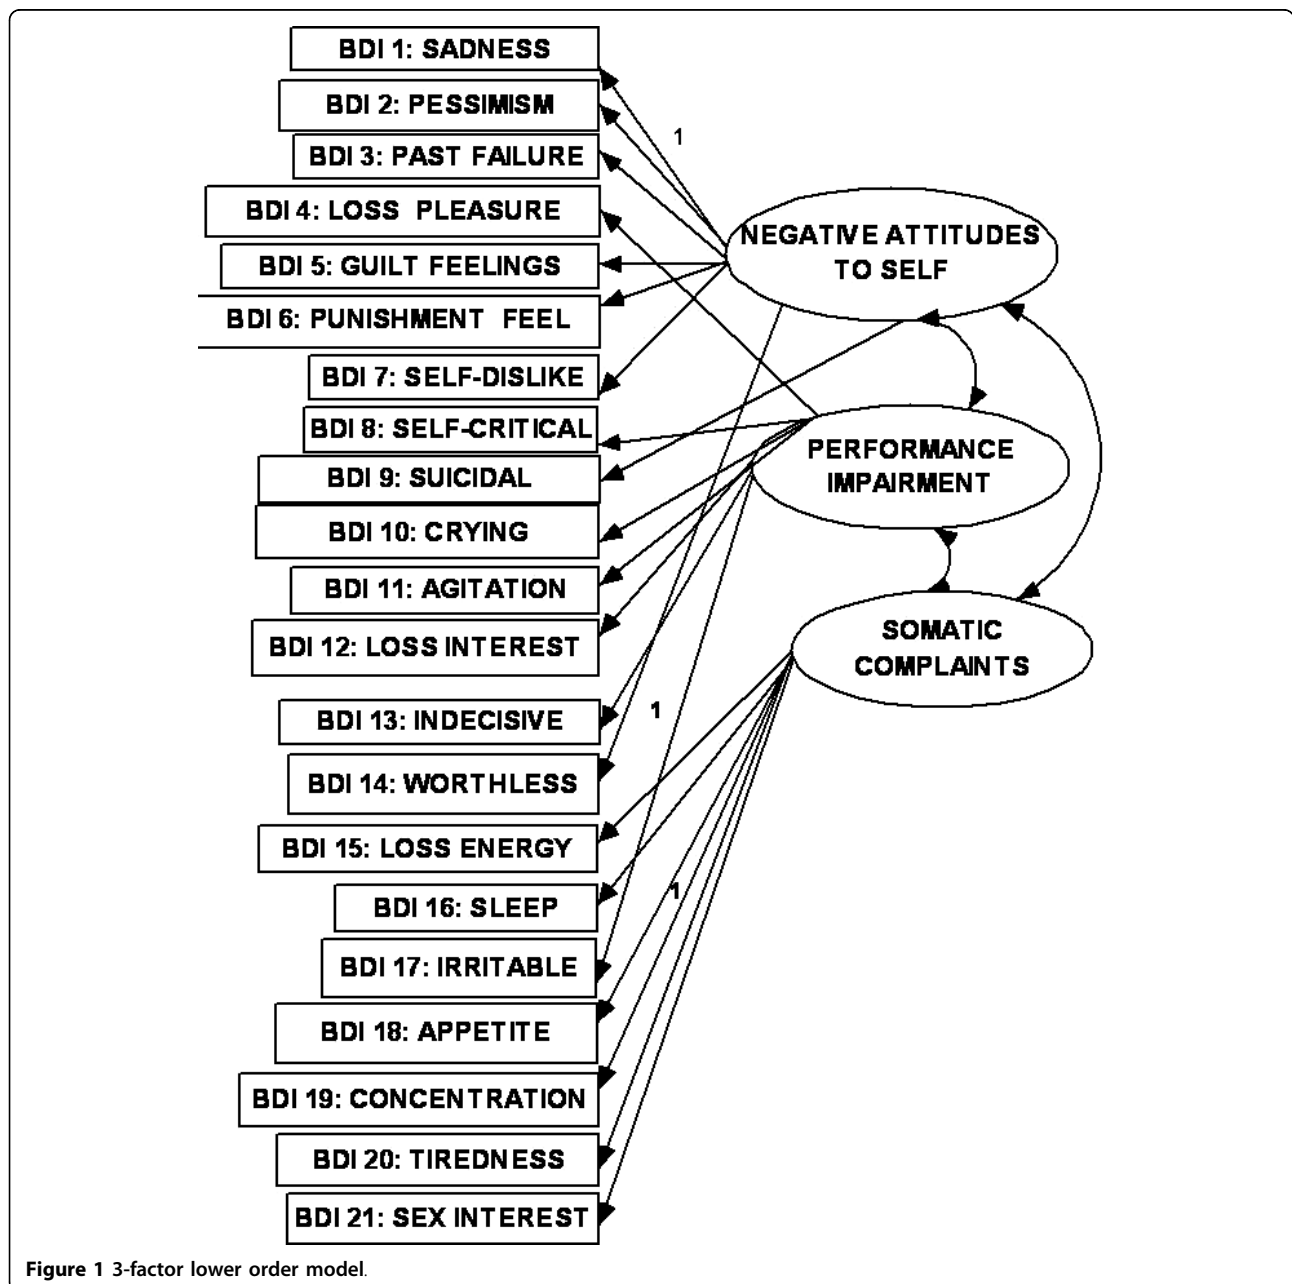 BDI 1: SADNESS
BDI 2: PESSIMISM
1
BDI 3: PAST FAILURE
BDI 4: LOSS PLEASURE
NEGATIVE ATTITUDES
TO SELF
BDI 5: GUILT FEELINGS
BDI 6: PUNISHMENT FEEL
BDI 7: SELF-DISLIKE
BDI 8: SELF-CRITICAL
PERFORMANCE
IMPAIRMENT
BDI 9: SUICIDAL
BDI 10: CRYING
BDI 11: AGITATION
BDI 12: LOSS INTEREST
SOMATIC
COMPLAINTS
BDI 13: INDECISIVE
1
BDI 14: WORTHLESS
BDI 15: LOSS ENERGY
BDI 16: SLEEP
1
BDI 17: IRRITABLE
BDI 18: APPETITE
BDI 19: CONCENTRATION
BDI 20: TIREDNESS
BDI 21: SEX INTEREST
Figure 1 3-factor lower order model.